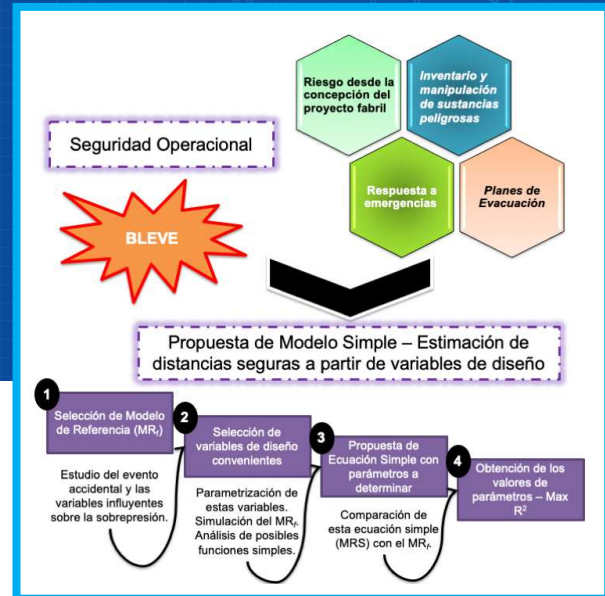 Riesgo desde la
concepción del
proyecto fabril
Inventario y
manipulación
de sustancias
peligrosas
Seguridad Operacional
Respuesta a
emergencias
Planes de
Evacuación
BLEVE
Propuesta de Modelo Simple – Estimación de
distancias seguras a partir de variables de diseño
1
Selección de Modelo
de Referencia (MRf)
Estudio del evento
accidental y las
variables influyentes
sobre la sobrepresión.
2
Selección de
variables de diseño
convenientes
Parametrización de
estas variables.
Simulación del MRf.
Análisis de posibles
funciones simples.
3
Propuesta de
Ecuación Simple con
parámetros a
determinar
Comparación de
esta ecuación simple
(MRS) con el MRf.
4
Obtención de los
valores de
parámetros – Max
R²